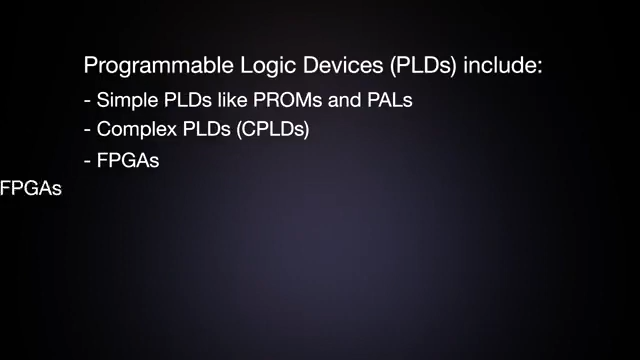 Programmable Logic Devices (PLDs) include:
- Simple PLDs like PROMs and PALs
- Complex PLDs (CPLDs)
- FPGAs
FPGAs